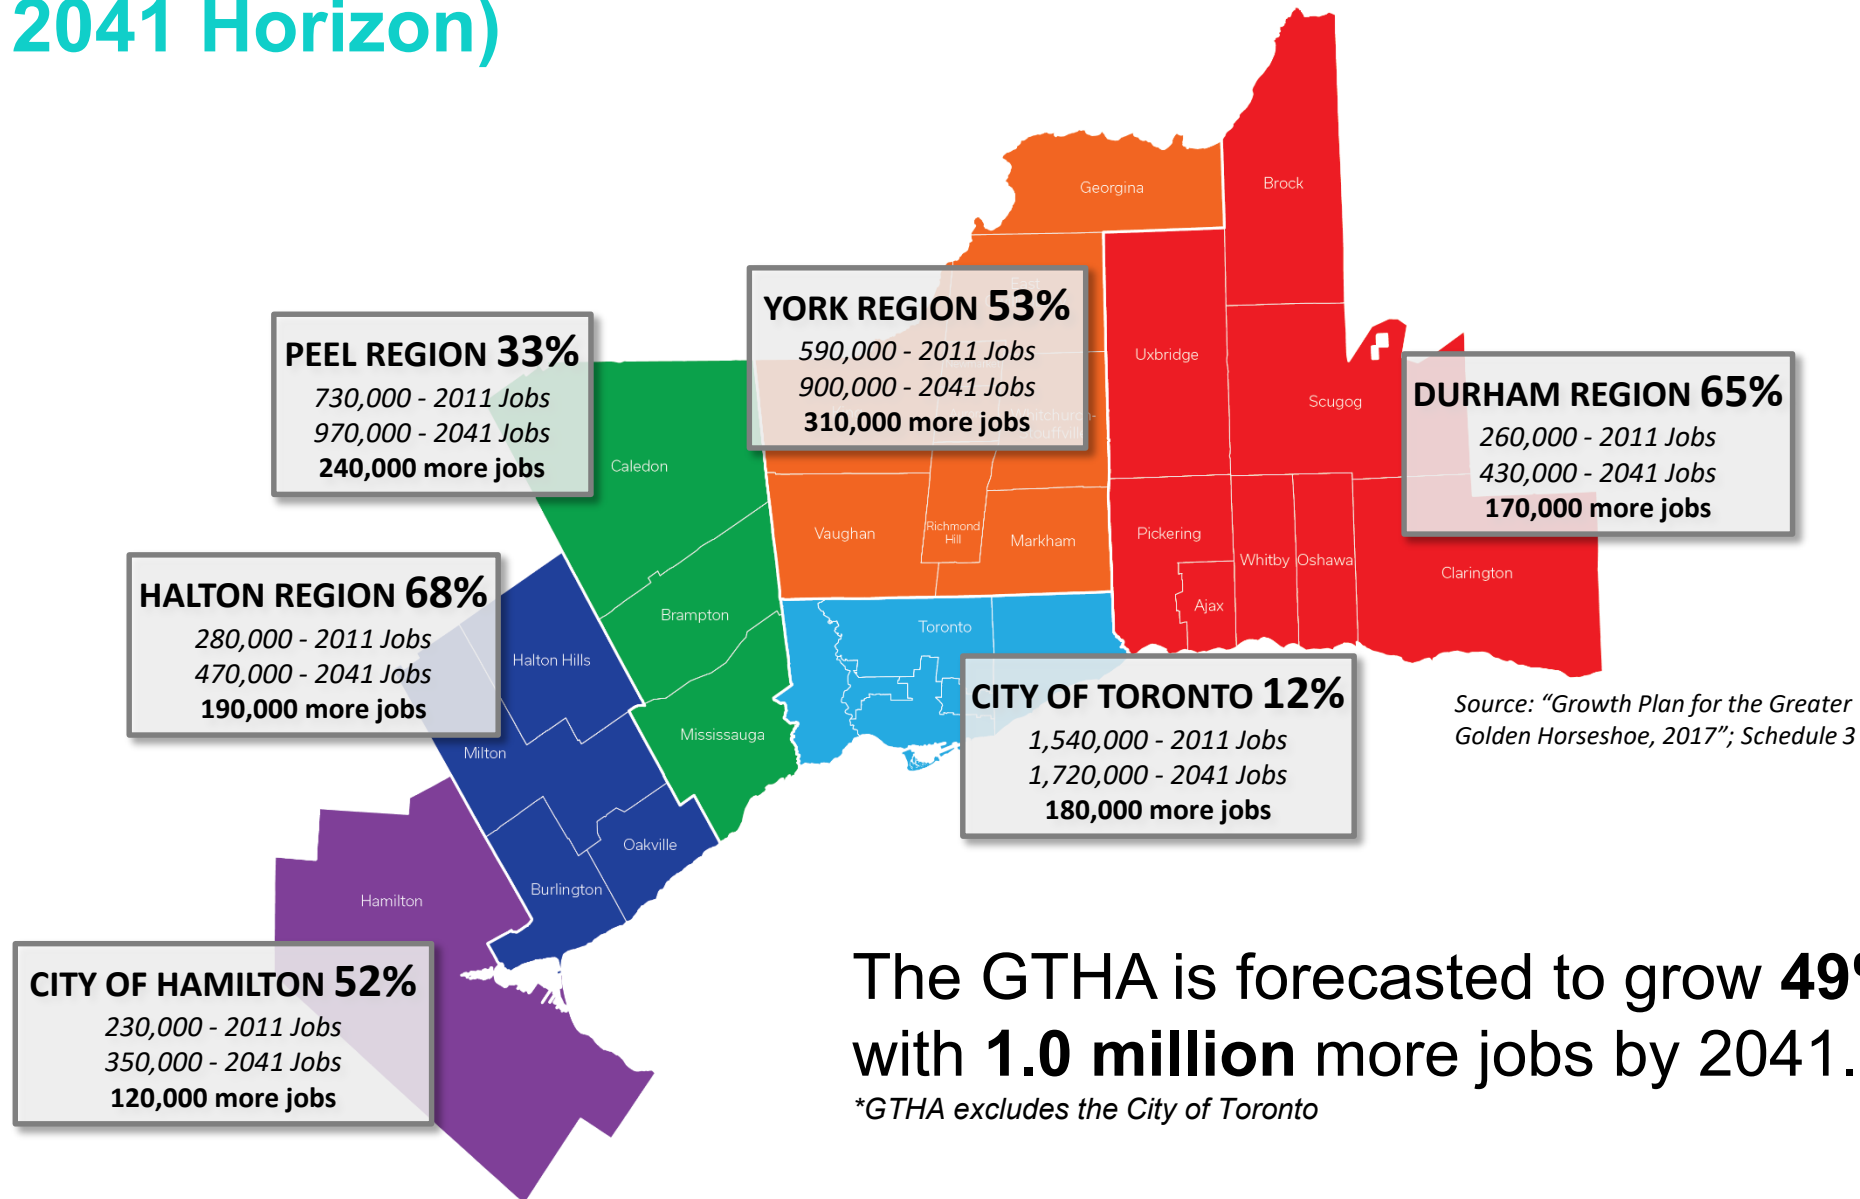 2041 Horizon)
Georgina
Brock
YORK REGION 53%
590,000 - 2011 Jobs
900,000 - 2041 Jobs
310,000 more jobs
PEEL REGION 33%
730,000 - 2011 Jobs
970,000 - 2041 Jobs
240,000 more jobs
Uxbridge
Scugog
DURHAM REGION 65%
260,000 - 2011 Jobs
430,000 - 2041 Jobs
170,000 more jobs
Caledon
Vaughan
Richmond
Hill
Markham
Pickering
Whitby
Oshawa
Clarington
Ajax
HALTON REGION 68%
280,000 - 2011 Jobs
470,000 - 2041 Jobs
190,000 more jobs
Brampton
Toronto
Halton Hills
Mississauga
Milton
CITY OF TORONTO 12%
1,540,000 - 2011 Jobs
1,720,000 - 2041 Jobs
180,000 more jobs
Source: “Growth Plan for the Greater
Golden Horseshoe, 2017”; Schedule 3
Oakville
Burlington
Hamilton
CITY OF HAMILTON 52%
230,000 - 2011 Jobs
350,000 - 2041 Jobs
120,000 more jobs
The GTHA is forecasted to grow 49%
with 1.0 million more jobs by 2041.
*GTHA excludes the City of Toronto